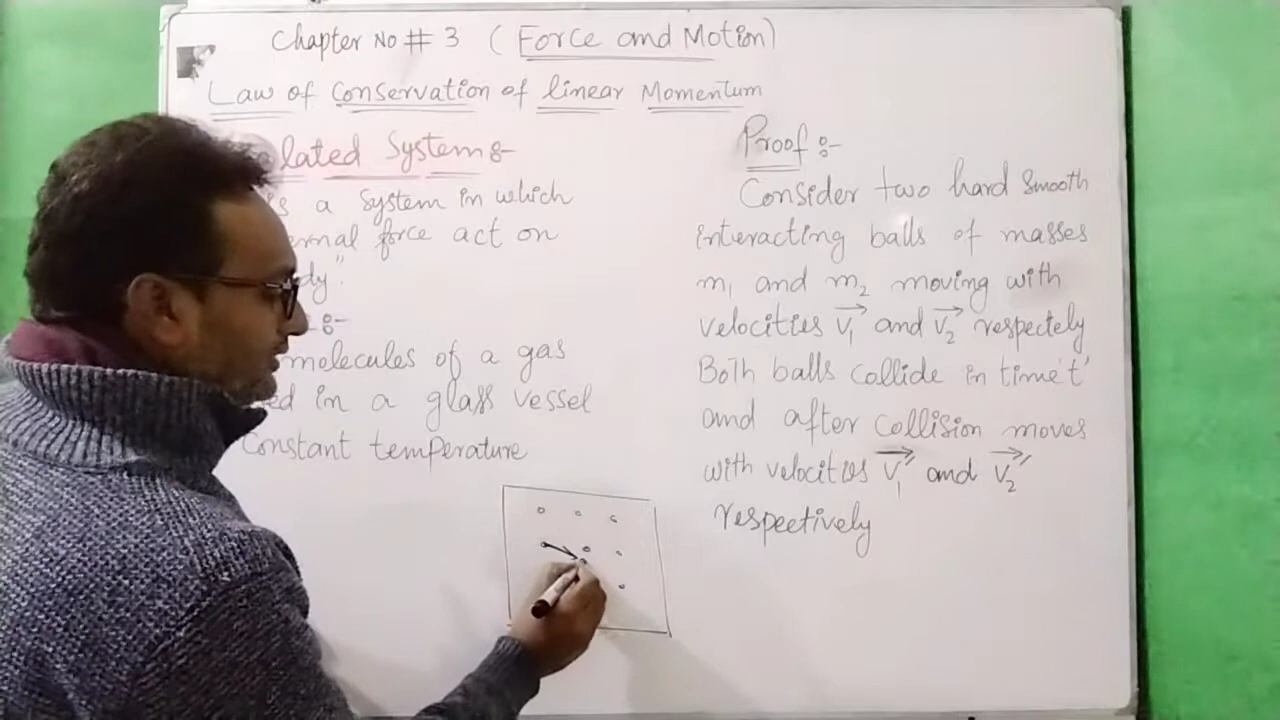 Chapter No # 3 (Force and Motion)
Law of Conservation of linear Momentum
lated System:-
is a System in which
rnal force act on
dy".
e:-
molecules of a gas
ed in a glass vessel
Constant temperature
Proof :-
Consider two hard smooth
interacting balls of masses
m₁ and m₂ moving with
velocities V₁ and V₂ respectely
Both balls collide in time 't'
and after collision moves
with velocities V₁′ and V₂′
respectively